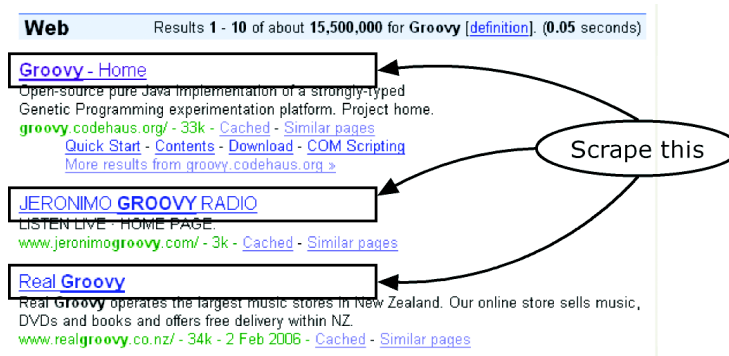 Web Results 1 - 10 of about 15,500,000 for Groovy [definition]. (0.05 seconds)
Groovy - Home
Open-source pure Java implementation of a strongly-typed
Genetic Programming experimentation platform. Project home.
groovy.codehaus.org/ - 33k - Cached - Similar pages
Quick Start - Contents - Download - COM Scripting
More results from groovy.codehaus.org »
Scrape this
JERONIMO GROOVY RADIO
LISTEN LIVE · HOME PAGE.
www.jeronimogroovy.com/ - 3k - Cached - Similar pages
Real Groovy
Real Groovy operates the largest music stores in New Zealand. Our online store sells music,
DVDs and books and offers free delivery within NZ.
www.realgroovy.co.nz/ - 34k - 2 Feb 2006 - Cached - Similar pages